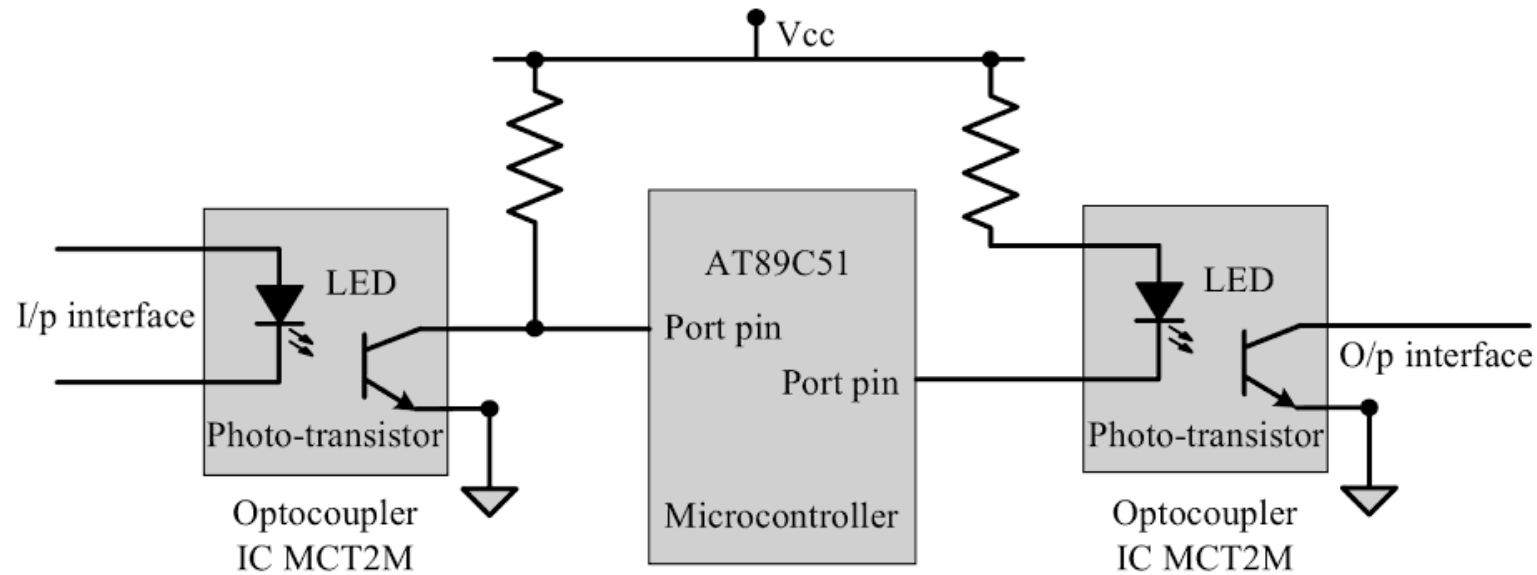 Vcc
LED
I/p interface
Photo-transistor
Optocoupler
IC MCT2M
AT89C51
Port pin
Port pin
Microcontroller
LED
O/p interface
Photo-transistor
Optocoupler
IC MCT2M